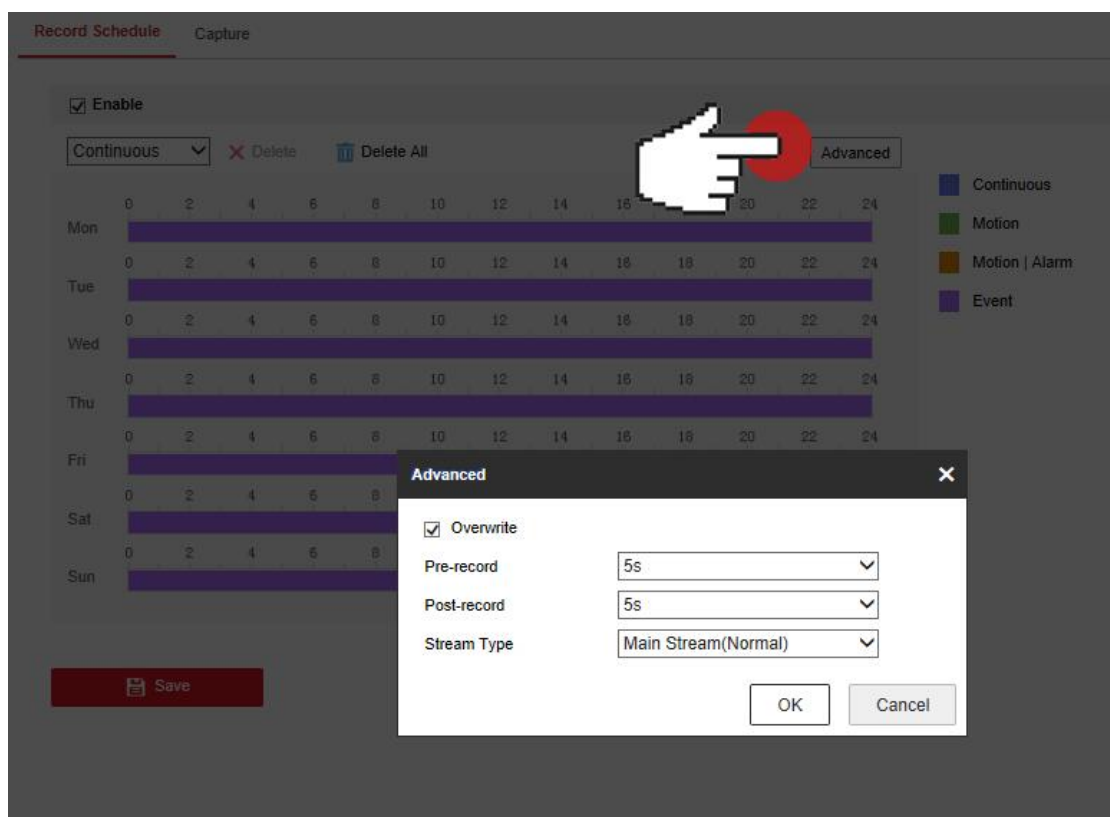 Record Schedule Capture
Enable
Continuous Delete Delete All Advanced
Continuous
Motion
Motion | Alarm
Event
0 2 4 6 8 10 12 14 16 20 22 24
Mon
0 2 4 6 8 10 12 14 16 18 20 22 24
Tue
0 2 4 6 8 10 12 14 16 18 20 22 24
Wed
0 2 4 6 8 10 12 14 16 18 20 22 24
Thu
0 2 4 6 8 10 12 14 16 18 20 22 24
Fri
0 2 4 6 8
Sat
0 2 4 6 8
Sun
Save
Advanced
Overwrite
Pre-record 5s
Post-record 5s
Stream Type Main Stream(Normal)
OK Cancel